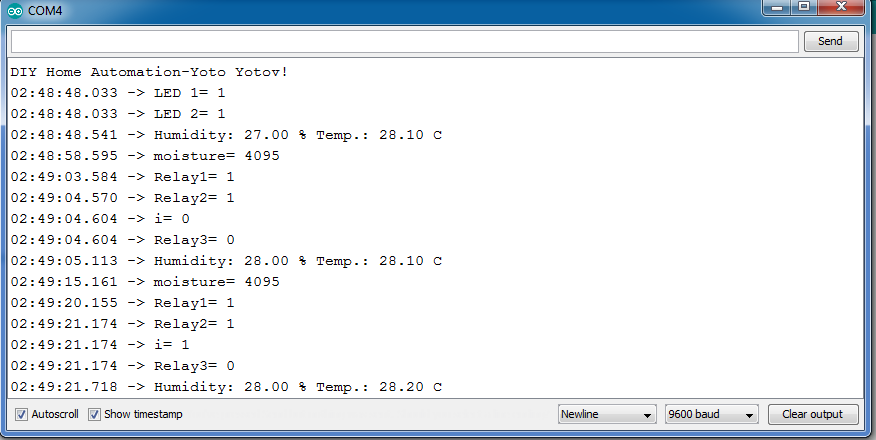 COM4
Send
DIY Home Automation-Yoto Yotov!
02:48:48.033 -> LED 1= 1
02:48:48.033 -> LED 2= 1
02:48:48.541 -> Humidity: 27.00 % Temp.: 28.10 C
02:48:58.595 -> moisture= 4095
02:49:03.584 -> Relay1= 1
02:49:04.570 -> Relay2= 1
02:49:04.604 -> i= 0
02:49:04.604 -> Relay3= 0
02:49:05.113 -> Humidity: 28.00 % Temp.: 28.10 C
02:49:15.161 -> moisture= 4095
02:49:20.155 -> Relay1= 1
02:49:21.174 -> Relay2= 1
02:49:21.174 -> i= 1
02:49:21.174 -> Relay3= 0
02:49:21.718 -> Humidity: 28.00 % Temp.: 28.20 C
Autoscroll Show timestamp Newline 9600 baud Clear output